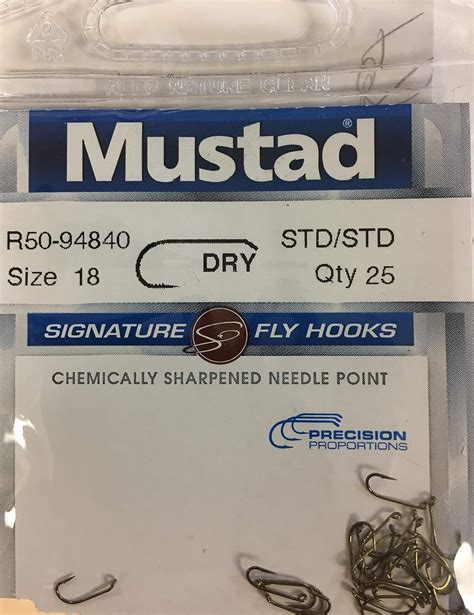 KEEP NATURE CLEAN
Mustad®
R50-94840 DRY STD/STD
Size 18 Qty 25
SIGNATURE FLY HOOKS
CHEMICALLY SHARPENED NEEDLE POINT
PRECISION
PROPORTIONS